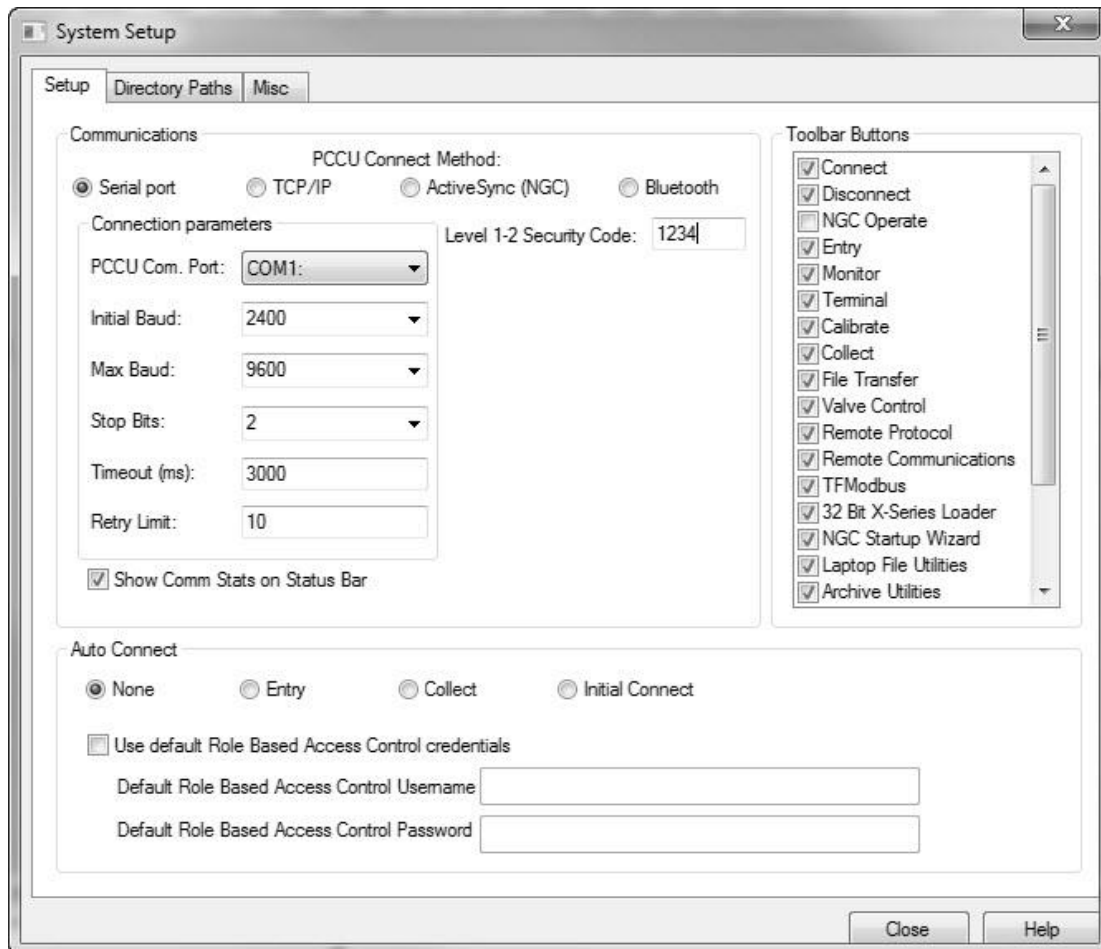 System Setup
Setup
Directory Paths
Misc
Communications
PCCU Connect Method:
Serial port
TCP/IP
ActiveSync (NGC)
Bluetooth
Connection parameters
Level 1-2 Security Code: 1234
PCCU Com. Port: COM1:
Initial Baud: 2400
Max Baud: 9600
Stop Bits: 2
Timeout (ms): 3000
Retry Limit: 10
Show Comm Stats on Status Bar
Toolbar Buttons
Connect
Disconnect
NGC Operate
Entry
Monitor
Terminal
Calibrate
Collect
File Transfer
Valve Control
Remote Protocol
Remote Communications
TFModbus
32 Bit X-Series Loader
NGC Startup Wizard
Laptop File Utilities
Archive Utilities
Auto Connect
None
Entry
Collect
Initial Connect
Use default Role Based Access Control credentials
Default Role Based Access Control Username
Default Role Based Access Control Password
Close
Help